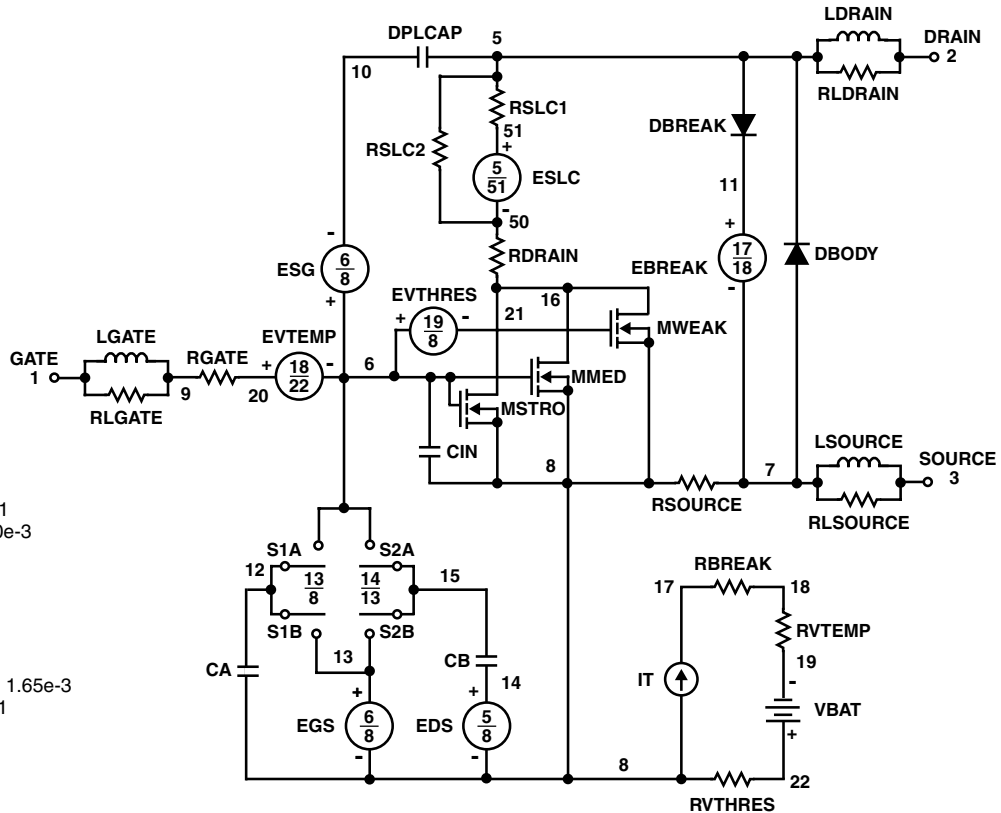 LDRAIN
DPLCAP
5
DRAIN
2
10
RLDRAIN
RSLC1
DBREAK
51
+
RSLC2
5
51
ESLC
11
-
50
-
+
17
18
RDRAIN
ESG
6
8
EBREAK
DBODY
EVTHRES
16
-
+
+
19
8
-
21
MWEAK
LGATE
EVTEMP
GATE
1
RGATE
+
18
22
-
6
MMED
9
20
RLGATE
MSTRO
LSOURCE
CIN
8
7
SOURCE
3
RSOURCE
1
0e-3
RLSOURCE
S1A
S2A
RBREAK
12
13
8
14
13
15
17
18
S1B
S2B
RVTEMP
13
CB
19
CA
14
IT
-
1.65e-3
1
+
+
VBAT
EGS
6
8
EDS
5
8
+
-
-
8
22
RVTHRES